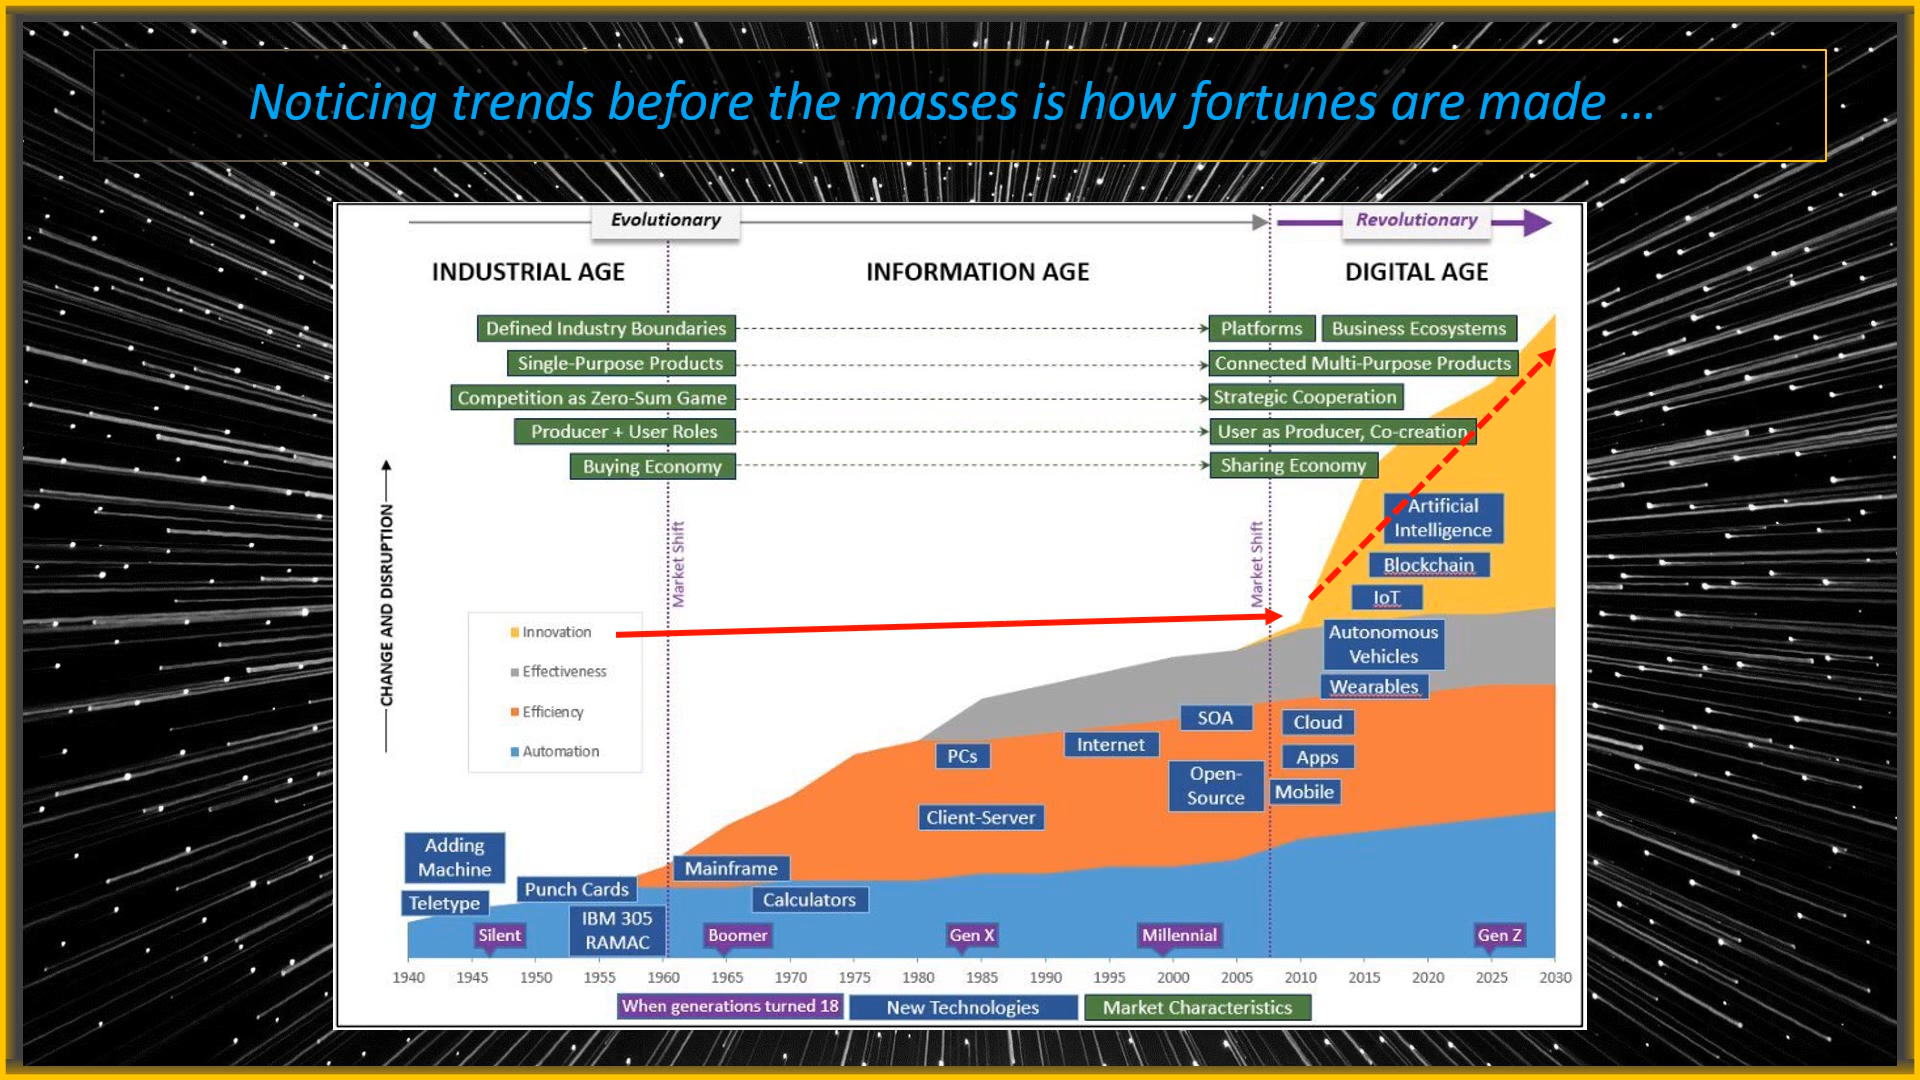 Noticing trends before the masses is how fortunes are made ...
Evolutionary
Revolutionary
INDUSTRIAL AGE
INFORMATION AGE
DIGITAL AGE
Defined Industry Boundaries
Platforms
Business Ecosystems
Single-Purpose Products
Connected Multi-Purpose Products
Competition as Zero-Sum Game
Strategic Cooperation
Producer + User Roles
User as Producer, Co-creation
Buying Economy
Sharing Economy
CHANGE AND DISRUPTION
Market Shift
Market Shift
Innovation
Effectiveness
Efficiency
Automation
Artificial
Intelligence
Blockchain
IoT
Autonomous
Vehicles
Wearables
SOA
Cloud
PCs
Internet
Apps
Open-
Source
Mobile
Client-Server
Adding
Machine
Mainframe
Punch Cards
Calculators
Teletype
IBM 305
RAMAC
Silent
Boomer
Gen X
Millennial
Gen Z
1940 1945 1950 1955 1960 1965 1970 1975 1980 1985 1990 1995 2000 2005 2010 2015 2020 2025 2030
When generations turned 18
New Technologies
Market Characteristics